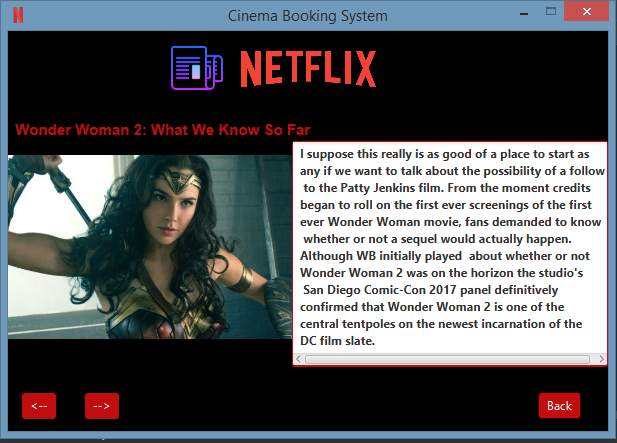 Cinema Booking System
NETFLIX
Wonder Woman 2: What We Know So Far
I suppose this really is as good of a place to start as
any if we want to talk about the possibility of a follow
to the Patty Jenkins film. From the moment credits
began to roll on the first ever screenings of the first
ever Wonder Woman movie, fans demanded to know
whether or not a sequel would actually happen.
Although WB initially played  about whether or not
Wonder Woman 2 was on the horizon the studio's
San Diego Comic-Con 2017 panel definitively
confirmed that Wonder Woman 2 is one of the
central tentpoles on the newest incarnation of the
DC film slate.
<--
-->
Back